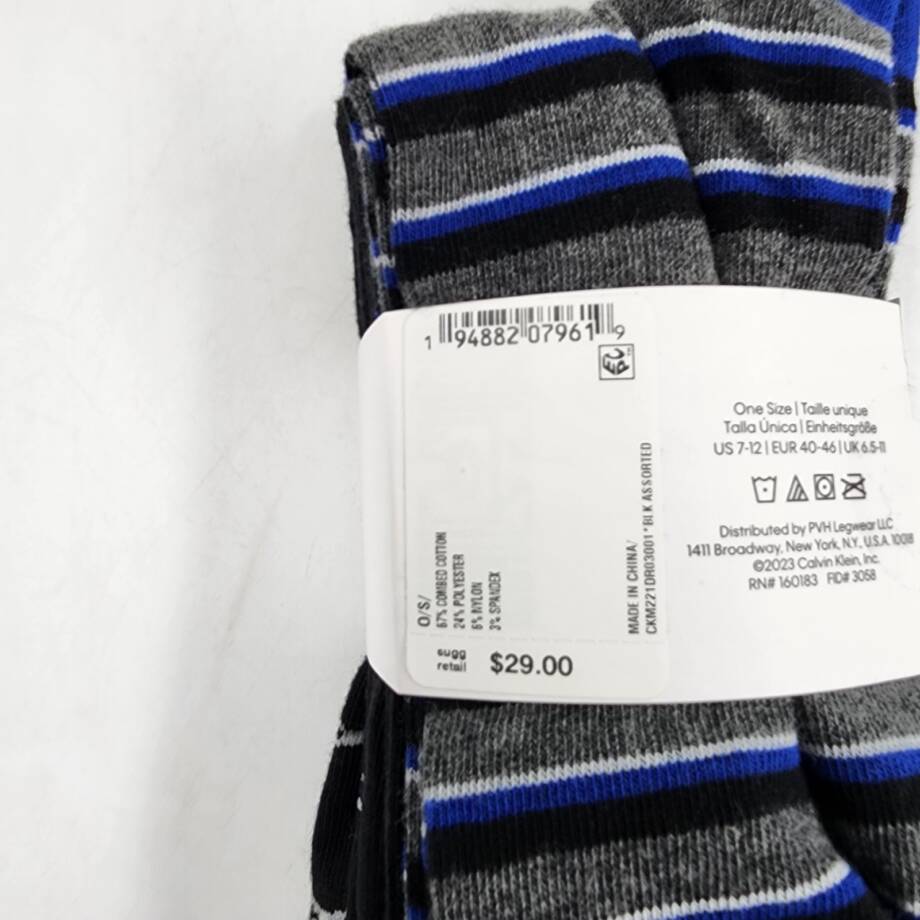 1 94882 07961 9
EPC
One Size | Taille unique
Talla Única | Einheitsgröße
US 7-12 | EUR 40-46 | UK 6.5-11
Distributed by PVH Legwear LLC
1411 Broadway, New York, N.Y., U.S.A. 10018
©2023 Calvin Klein, Inc.
RN# 160183 FID# 3058
O/S/
67% COMBED COTTON
24% POLYESTER
6% NYLON
3% SPANDEX
MADE IN CHINA/
CKM221DR03001*BLK ASSORTED
sugg
retail $29.00